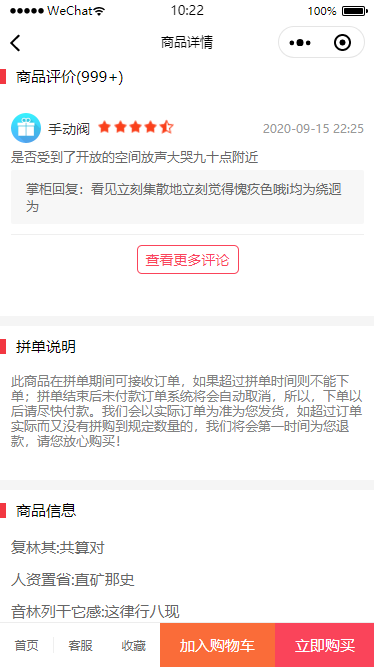 WeChat 10:22 100%
商品详情
商品评价(999+)
手动阀 2020-09-15 22:25
是否受到了开放的空间放声大哭九十点附近
掌柜回复：看见立刻集散地立刻觉得愧疚色哦i均为绕迥
为
查看更多评论
拼单说明
此商品在拼单期间可接收订单，如果超过拼单时间则不能下
单；拼单结束后未付款订单系统将会自动取消，所以，下单以
后请尽快付款。我们会以实际订单为准为您发货，如超过订单
实际而又没有拼购到规定数量的，我们将会第一时间为您退
款，请您放心购买！
商品信息
复林其:共算对
人资置省:直矿那史
音林列干它感:这律行八现
首页 客服 收藏 加入购物车 立即购买